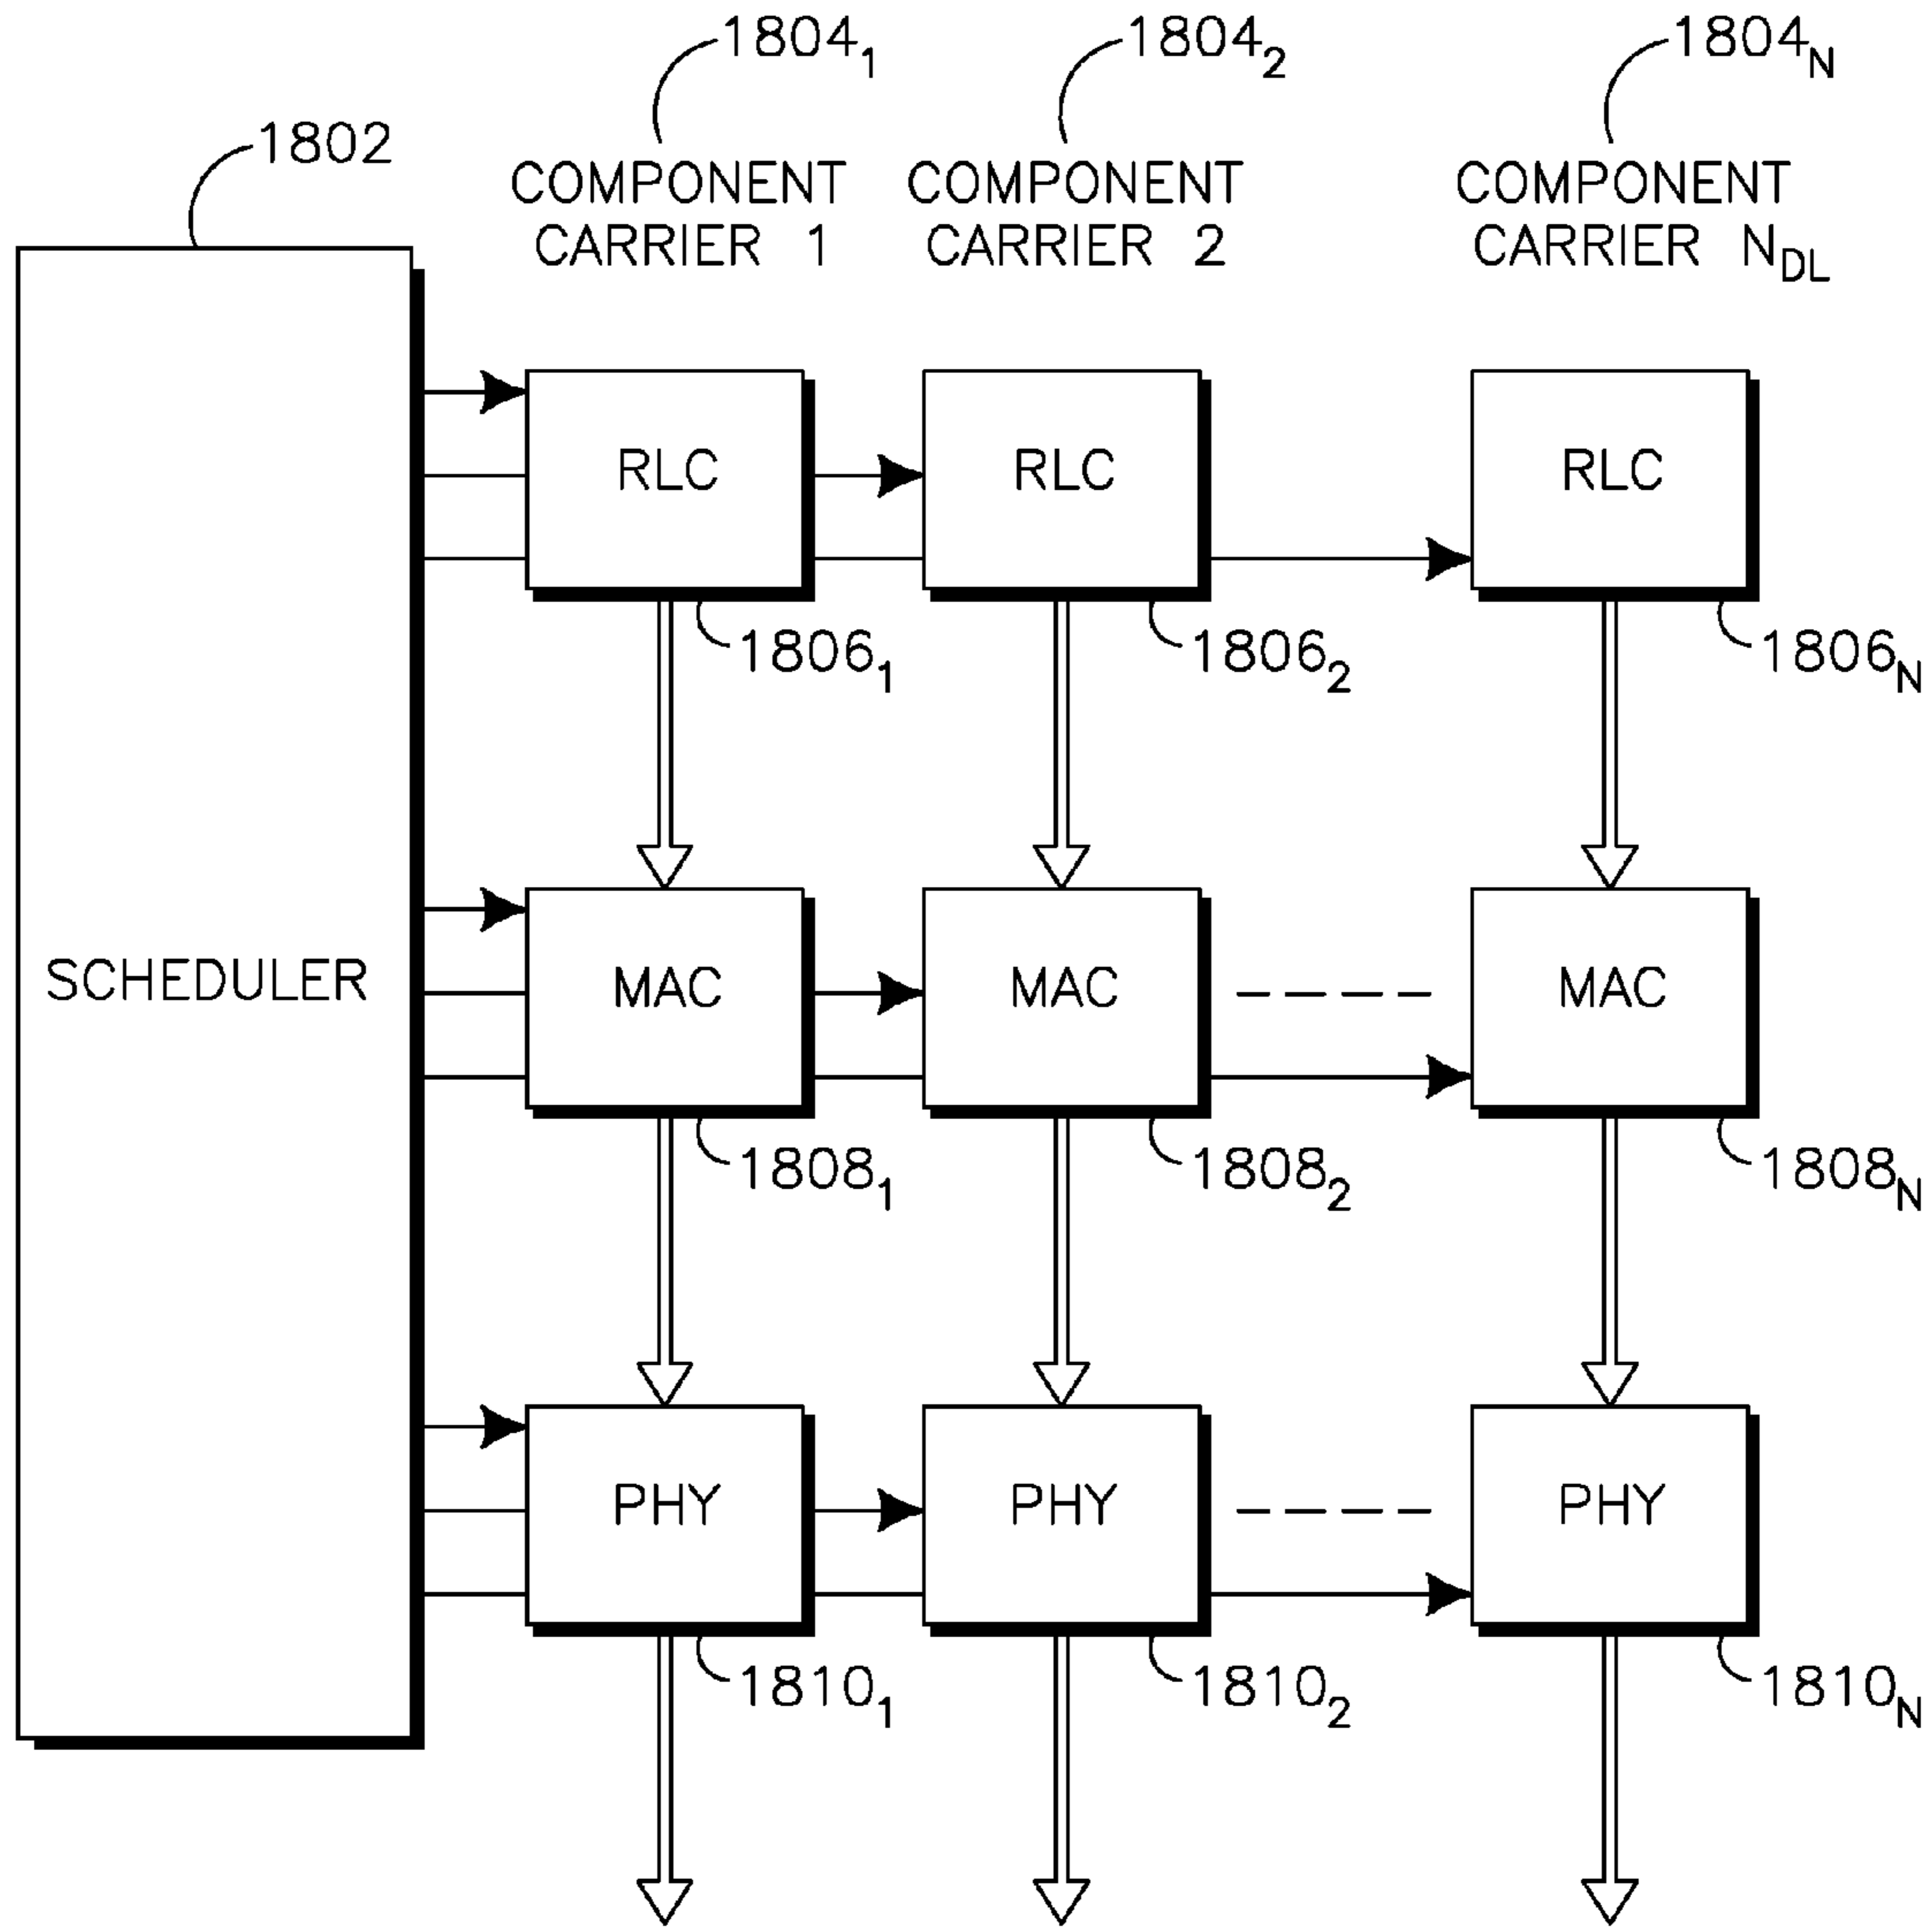 1804₁ 1804₂ 1804N
1802
COMPONENT COMPONENT COMPONENT
CARRIER 1 CARRIER 2 CARRIER NDL
RLC RLC RLC
1806₁ 1806₂ 1806N
SCHEDULER MAC MAC MAC
1808₁ 1808₂ 1808N
PHY PHY PHY
1810₁ 1810₂ 1810N